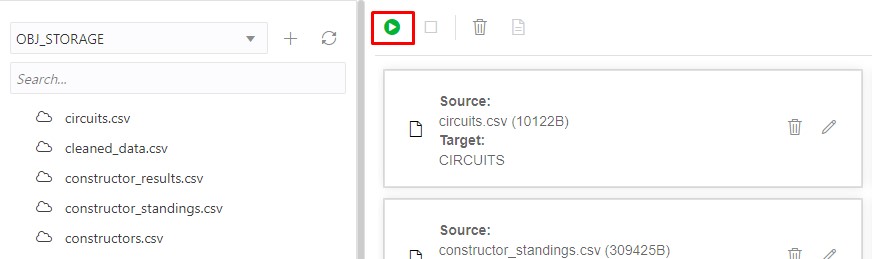 OBJ_STORAGE
Search...
circuits.csv
cleaned_data.csv
constructor_results.csv
constructor_standings.csv
constructors.csv
Source:
circuits.csv (10122B)
Target:
CIRCUITS
Source:
constructor_standings.csv (309425B)